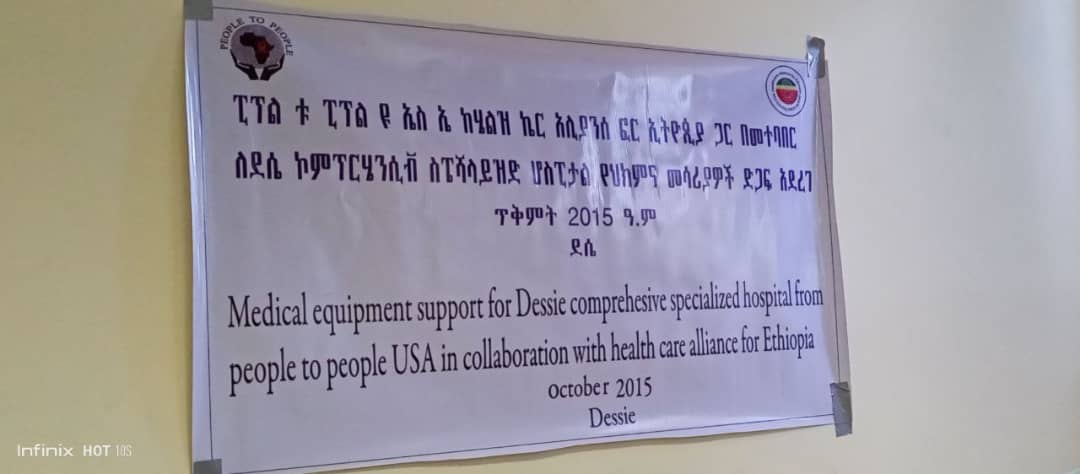 PEOPLE TO PEOPLE
ፒፕል ቱ ፒፕል ዩ ኤስ ኤ ከሄልዝ ኬር አሊያንስ ፎር ኢትዮጲያ ጋር በመተባበር
ለደሴ ኮምፕርሄንሲቭ ስፔሻላይዝድ ሆስፒታል የህክምና መሳሪያዎች ድጋፍ አደረገ
ጥቅምት 2015 ዓ.ም
ደሴ
Medical equipment support for Dessie comprehesive specialized hospital from
people to people USA in collaboration with health care alliance for Ethiopia
october 2015
Dessie
Infinix HOT 10S